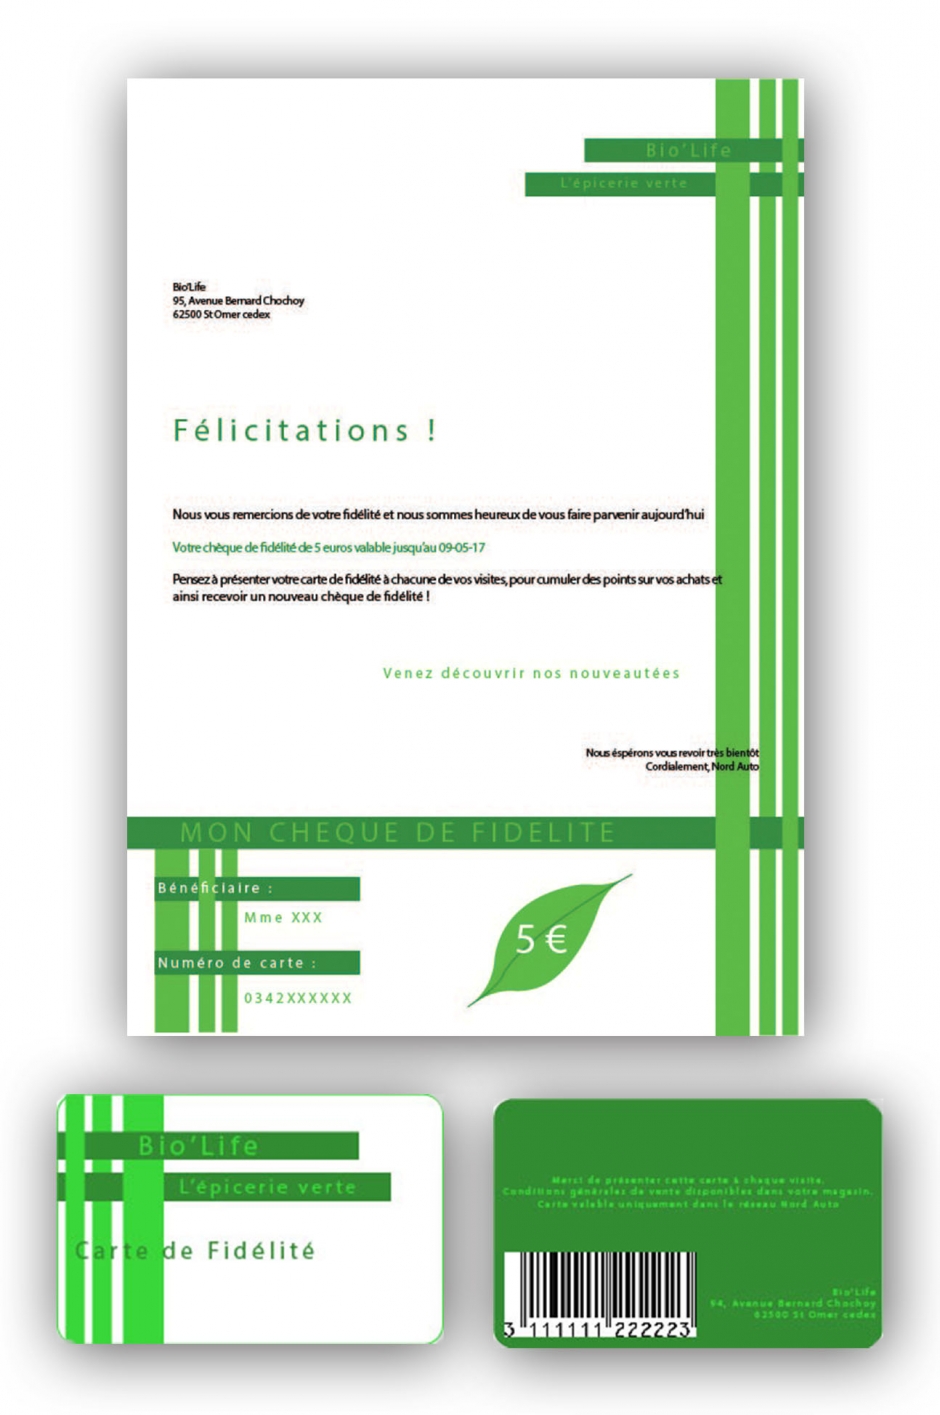 Bio'Life
L'épicerie verte
Bio'Life
95, Avenue Bernard Chochoy
62500 St Omer cedex
Félicitations !
Nous vous remercions de votre fidélité et nous sommes heureux de vous faire parvenir aujourd'hui
Votre chèque de fidélité de 5 euros valable jusqu'au 09-05-17
Pensez à présenter votre carte de fidélité à chacune de vos visites, pour cumuler des points sur vos achats et
ainsi recevoir un nouveau chèque de fidélité !
Venez découvrir nos nouveautées
Nous éspérons vous revoir très bientôt
Cordialement, Nord Auto
MON CHEQUE DE FIDELITE
Bénéficiaire :
Mme XXX
Numéro de carte :
0342XXXXXX
5 €
Bio'Life
L'épicerie verte
Carte de Fidélité
Merci de présenter cette carte à chaque visite.
Conditions générales de vente disponibles dans votre magasin.
Carte valable uniquement dans le réseau Nord Auto
3 111111 222223
Bio'Life
94, Avenue Bernard Chochoy
62500 St Omer cedex